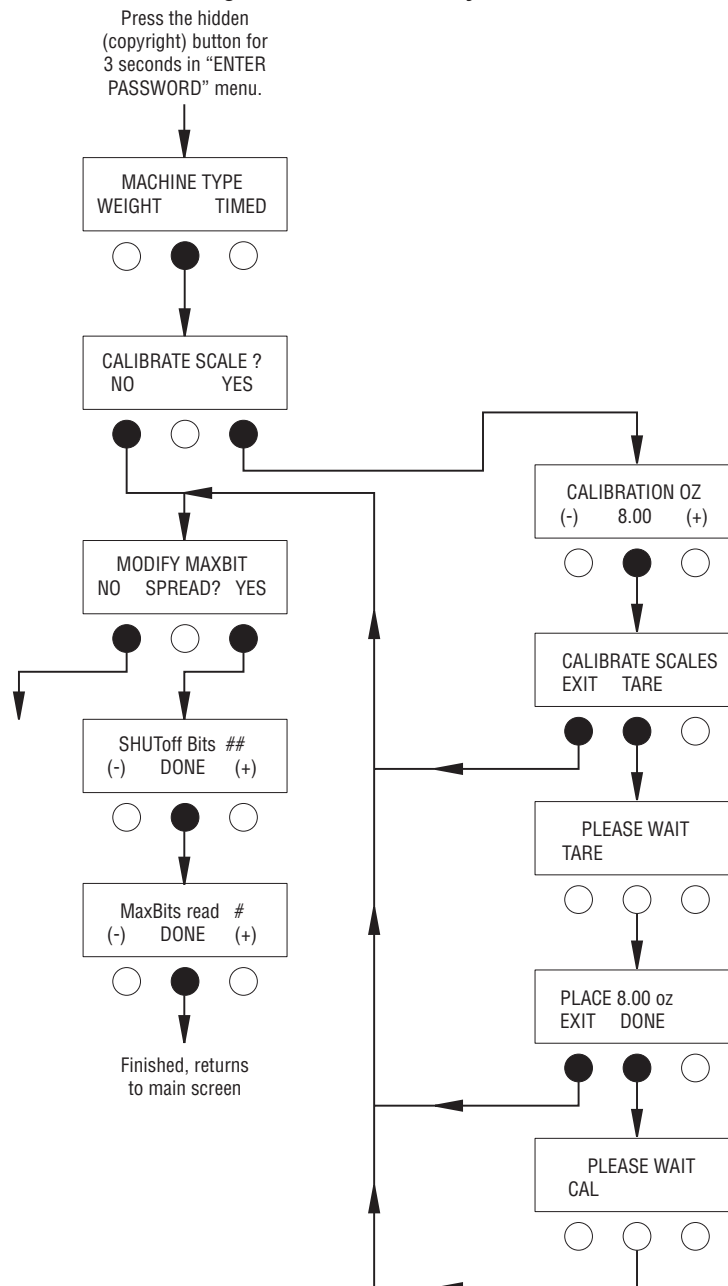 Press the hidden
(copyright) button for
3 seconds in “ENTER
PASSWORD” menu.
MACHINE TYPE
WEIGHT TIMED
CALIBRATE SCALE ?
NO YES
MODIFY MAXBIT
NO SPREAD? YES
SHUToff Bits ##
(-) DONE (+)
MaxBits read #
(-) DONE (+)
Finished, returns
to main screen
CALIBRATION OZ
(-) 8.00 (+)
CALIBRATE SCALES
EXIT TARE
PLEASE WAIT
TARE
PLACE 8.00 oz
EXIT DONE
PLEASE WAIT
CAL